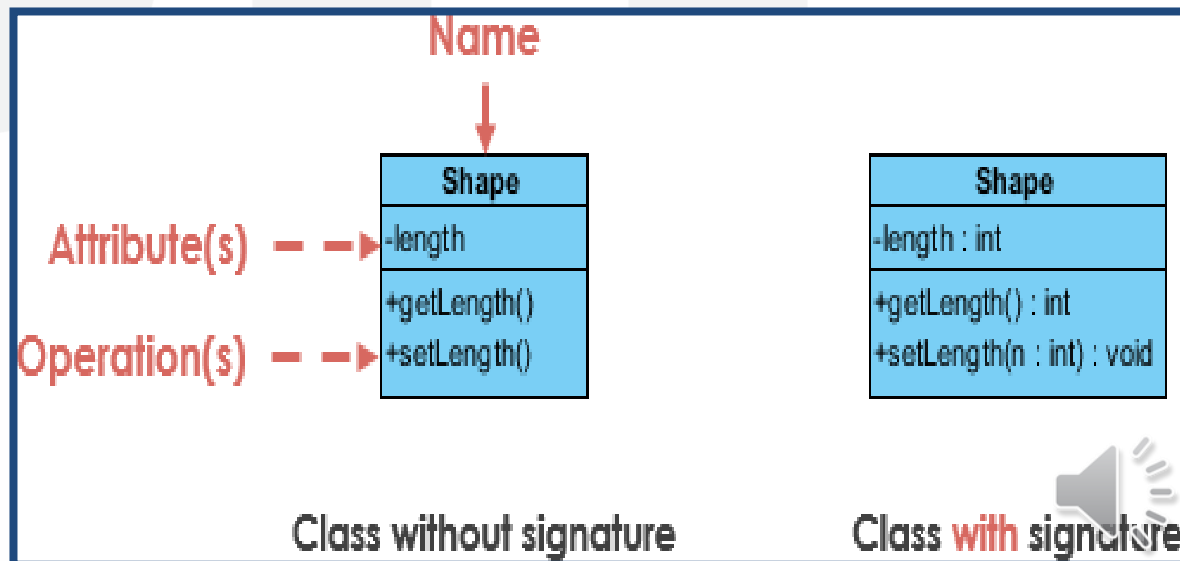 Name
Shape
Attribute(s)
-length
+getLength()
Operation(s)
+setLength()
Class without signature
Shape
-length : int
+getLength() : int
+setLength(n : int) : void
Class with signature